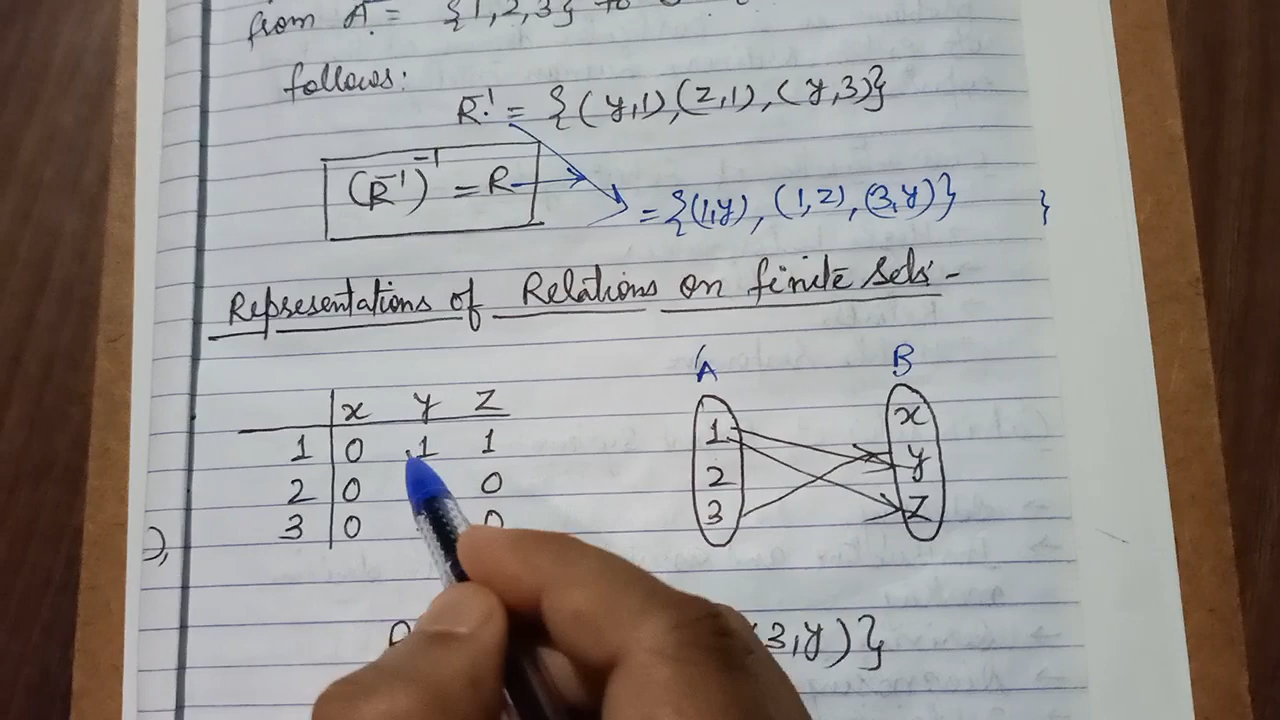 from A = {1,2,3} to
follows:
R⁻¹ = {(y,1),(z,1),(y,3)}
(R⁻¹)⁻¹ = R
= {(1,y), (1,z), (3,y)}
}
Representations of Relations on finite sets -
A B
x y z
1 0 1 1
2 0 0
3 0 0
1 x
2 y
3 z
3,y)}